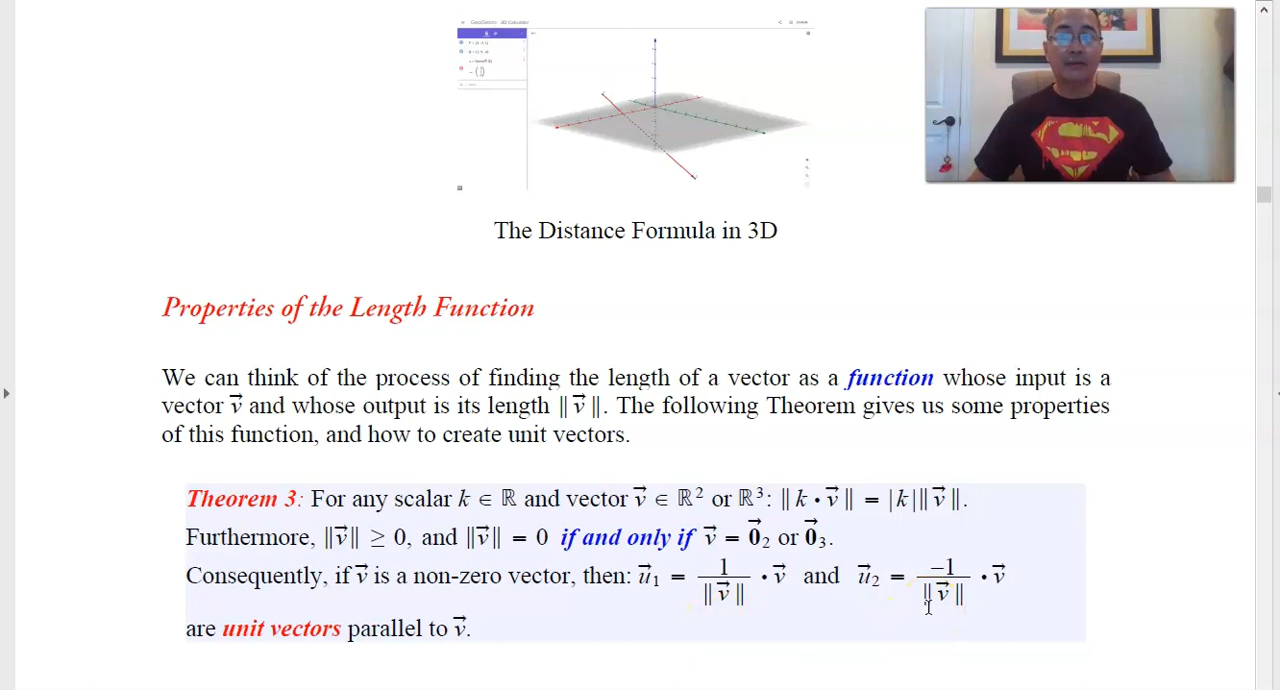 The Distance Formula in 3D
Properties of the Length Function
We can think of the process of finding the length of a vector as a function whose input is a
vector v⃗ and whose output is its length ‖ v⃗ ‖. The following Theorem gives us some properties
of this function, and how to create unit vectors.
Theorem 3: For any scalar k ∈ ℝ and vector v⃗ ∈ ℝ² or ℝ³: ‖ k • v⃗ ‖ = |k|‖ v⃗ ‖.
Furthermore, ‖v⃗‖ ≥ 0, and ‖v⃗‖ = 0 if and only if v⃗ = 0⃗₂ or 0⃗₃.
Consequently, if v⃗ is a non-zero vector, then: u⃗₁ = 1/‖ v⃗ ‖ • v⃗ and u⃗₂ = −1/‖ v⃗ ‖ • v⃗
are unit vectors parallel to v⃗.